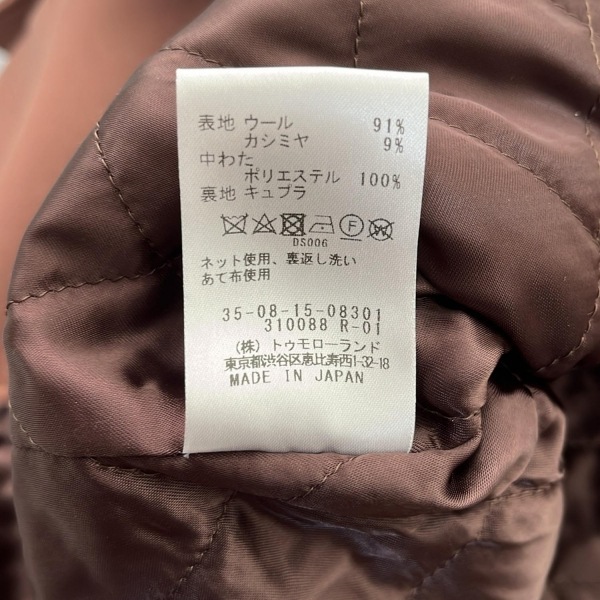 表地 ウール 91%
カシミヤ 9%
中わた
ポリエステル 100%
裏地 キュプラ
F W
DS006
ネット使用、裏返し洗い
あて布使用
35-08-15-08301
310088 R-01
(株) トゥモローランド
東京都渋谷区恵比寿西1-32-18
MADE IN JAPAN